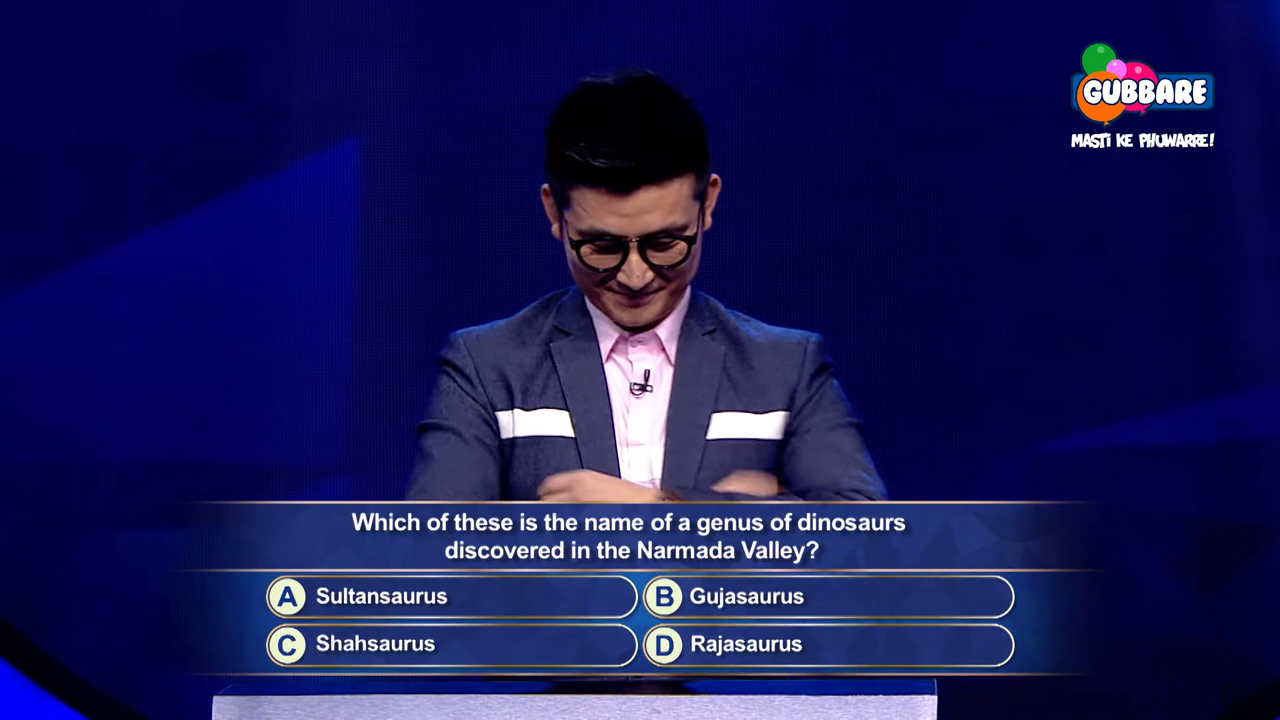 GUBBARE
MASTI KE PHUWARRE!
Which of these is the name of a genus of dinosaurs
discovered in the Narmada Valley?
A Sultansaurus
B Gujasaurus
C Shahsaurus
D Rajasaurus